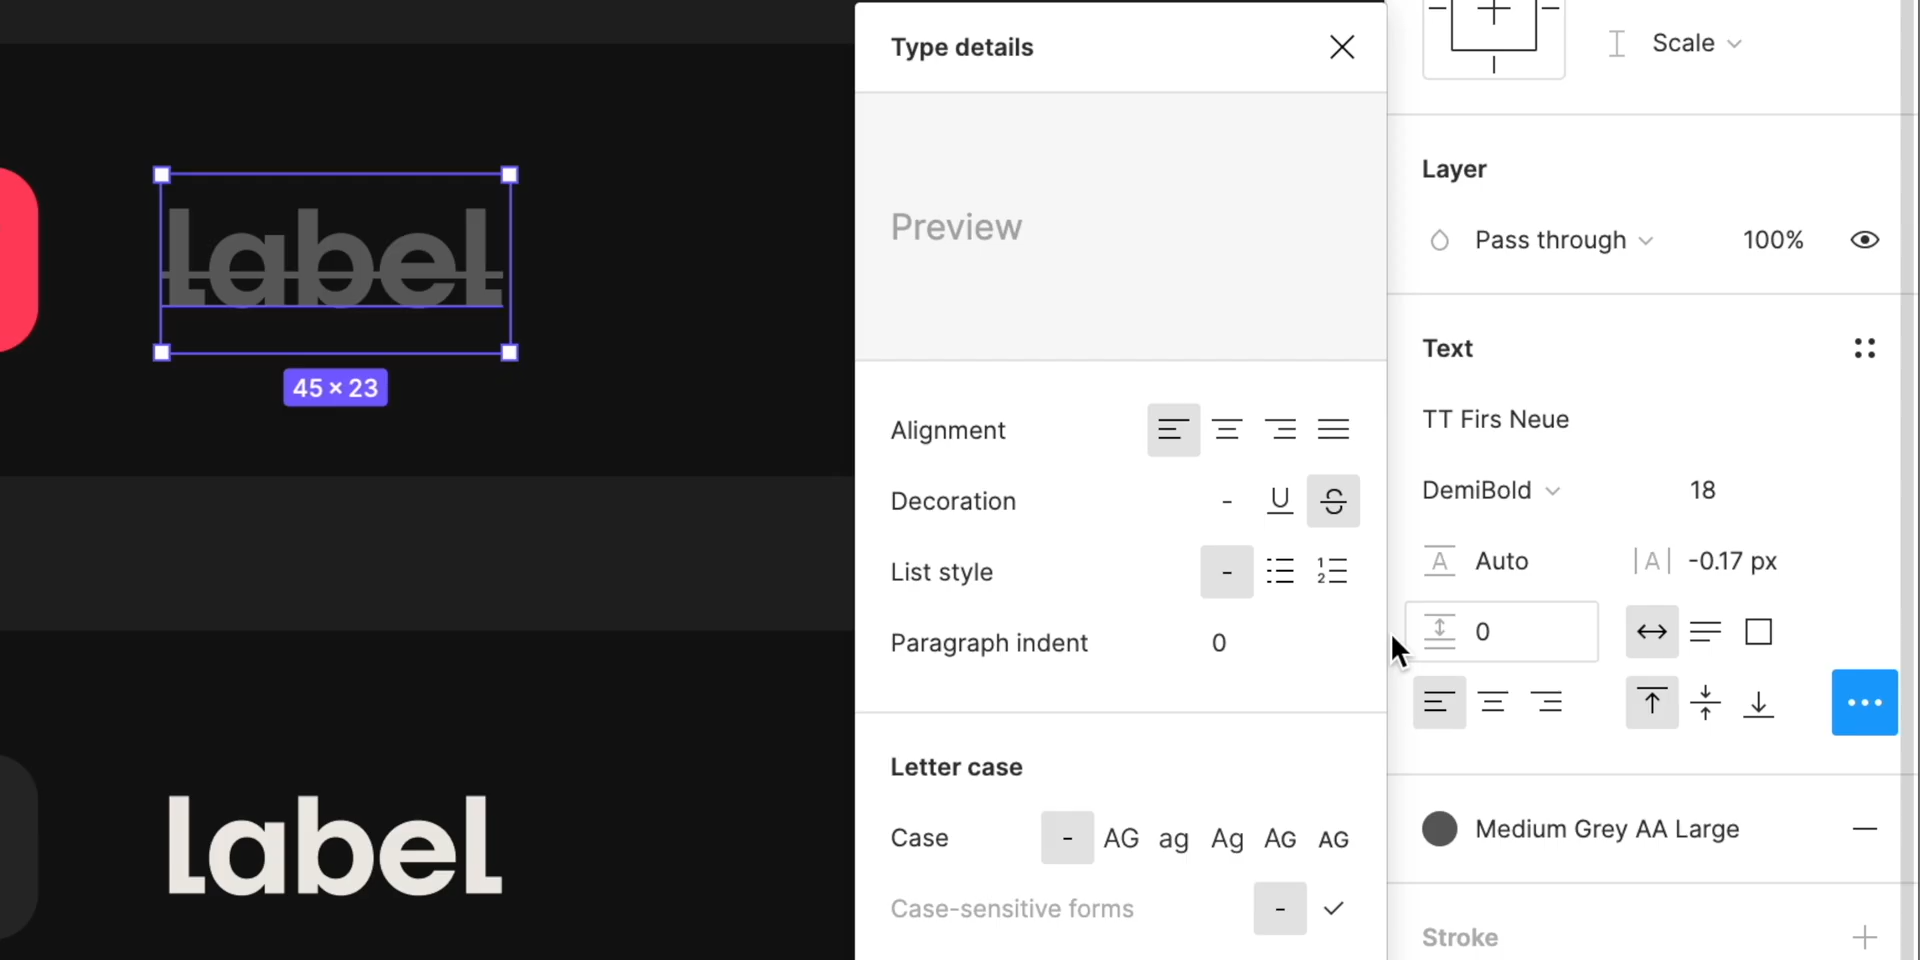 Label
45 × 23
Label
Type details
Preview
Alignment
Decoration - U S
List style -
Paragraph indent 0
Letter case
Case - AG ag Ag AG AG
Case-sensitive forms -
Scale
Layer
Pass through 100%
Text
TT Firs Neue
DemiBold 18
A Auto |A| -0.17 px
0
Medium Grey AA Large
Stroke